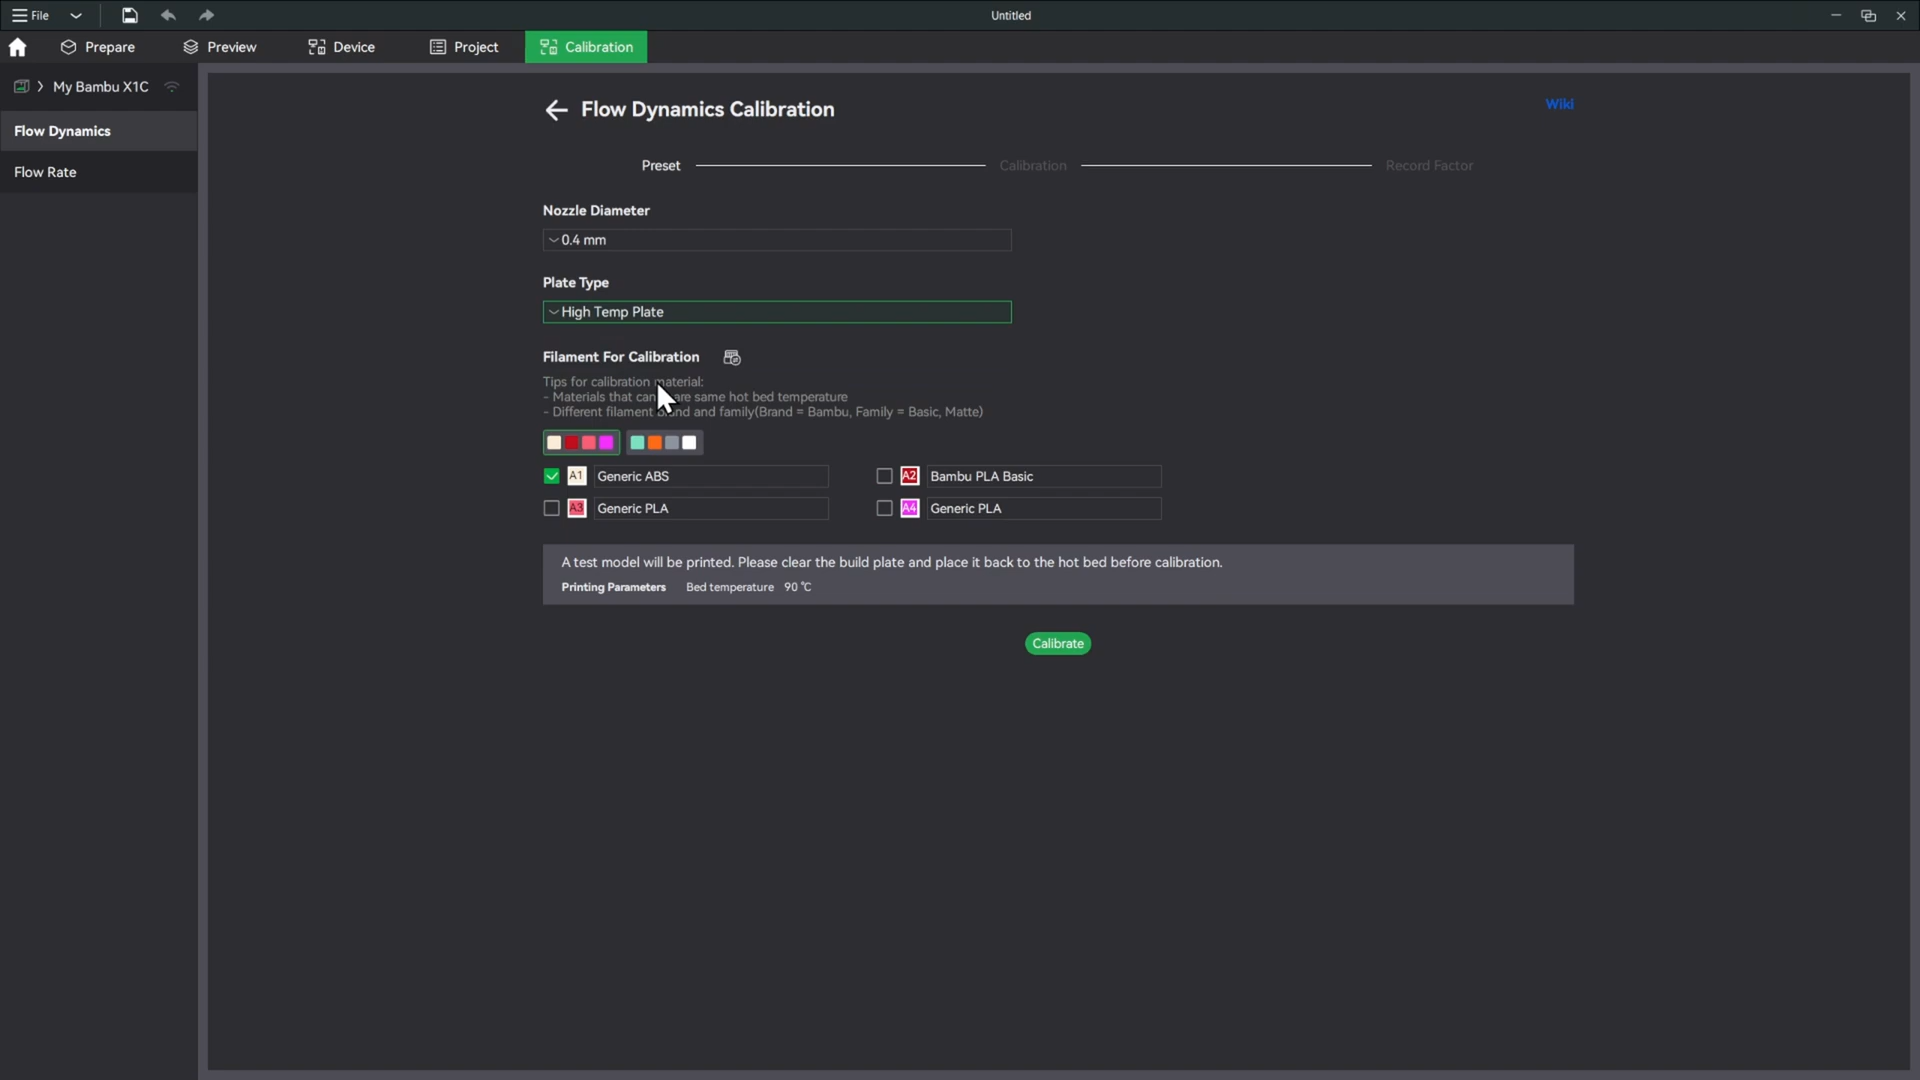 File
Untitled
Prepare
Preview
Device
Project
Calibration
My Bambu X1C
Flow Dynamics
Flow Rate
Flow Dynamics Calibration
Wiki
Preset
Calibration
Record Factor
Nozzle Diameter
0.4 mm
Plate Type
High Temp Plate
Filament For Calibration
Tips for calibration material:
- Materials that can same hot bed temperature
- Different filament brand and family(Brand = Bambu, Family = Basic, Matte)
A1 Generic ABS
A2 Bambu PLA Basic
A3 Generic PLA
A4 Generic PLA
A test model will be printed. Please clear the build plate and place it back to the hot bed before calibration.
Printing Parameters Bed temperature 90 °C
Calibrate